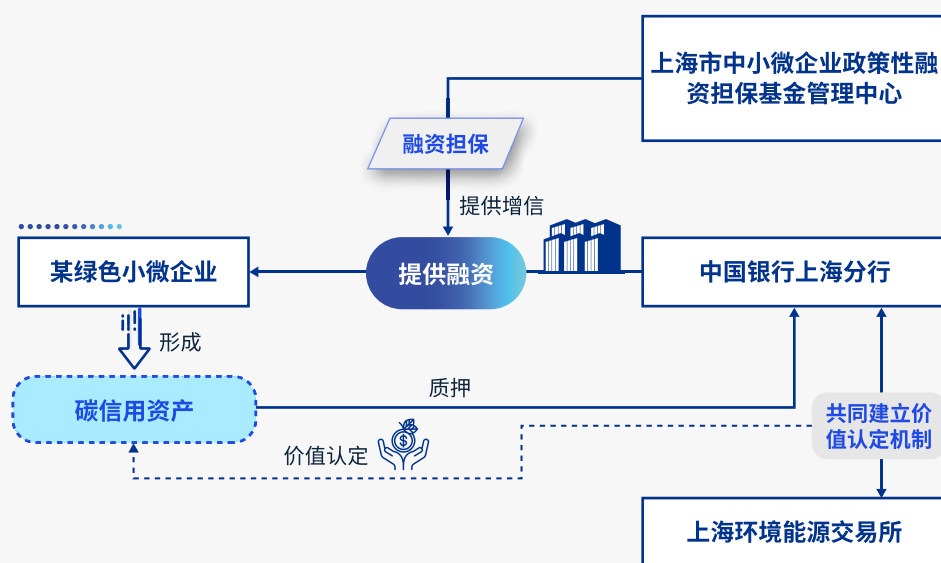 上海市中小微企业政策性融
资担保基金管理中心
融资担保
提供增信
某绿色小微企业
提供融资
中国银行上海分行
形成
碳信用资产
质押
共同建立价
值认定机制
价值认定
上海环境能源交易所